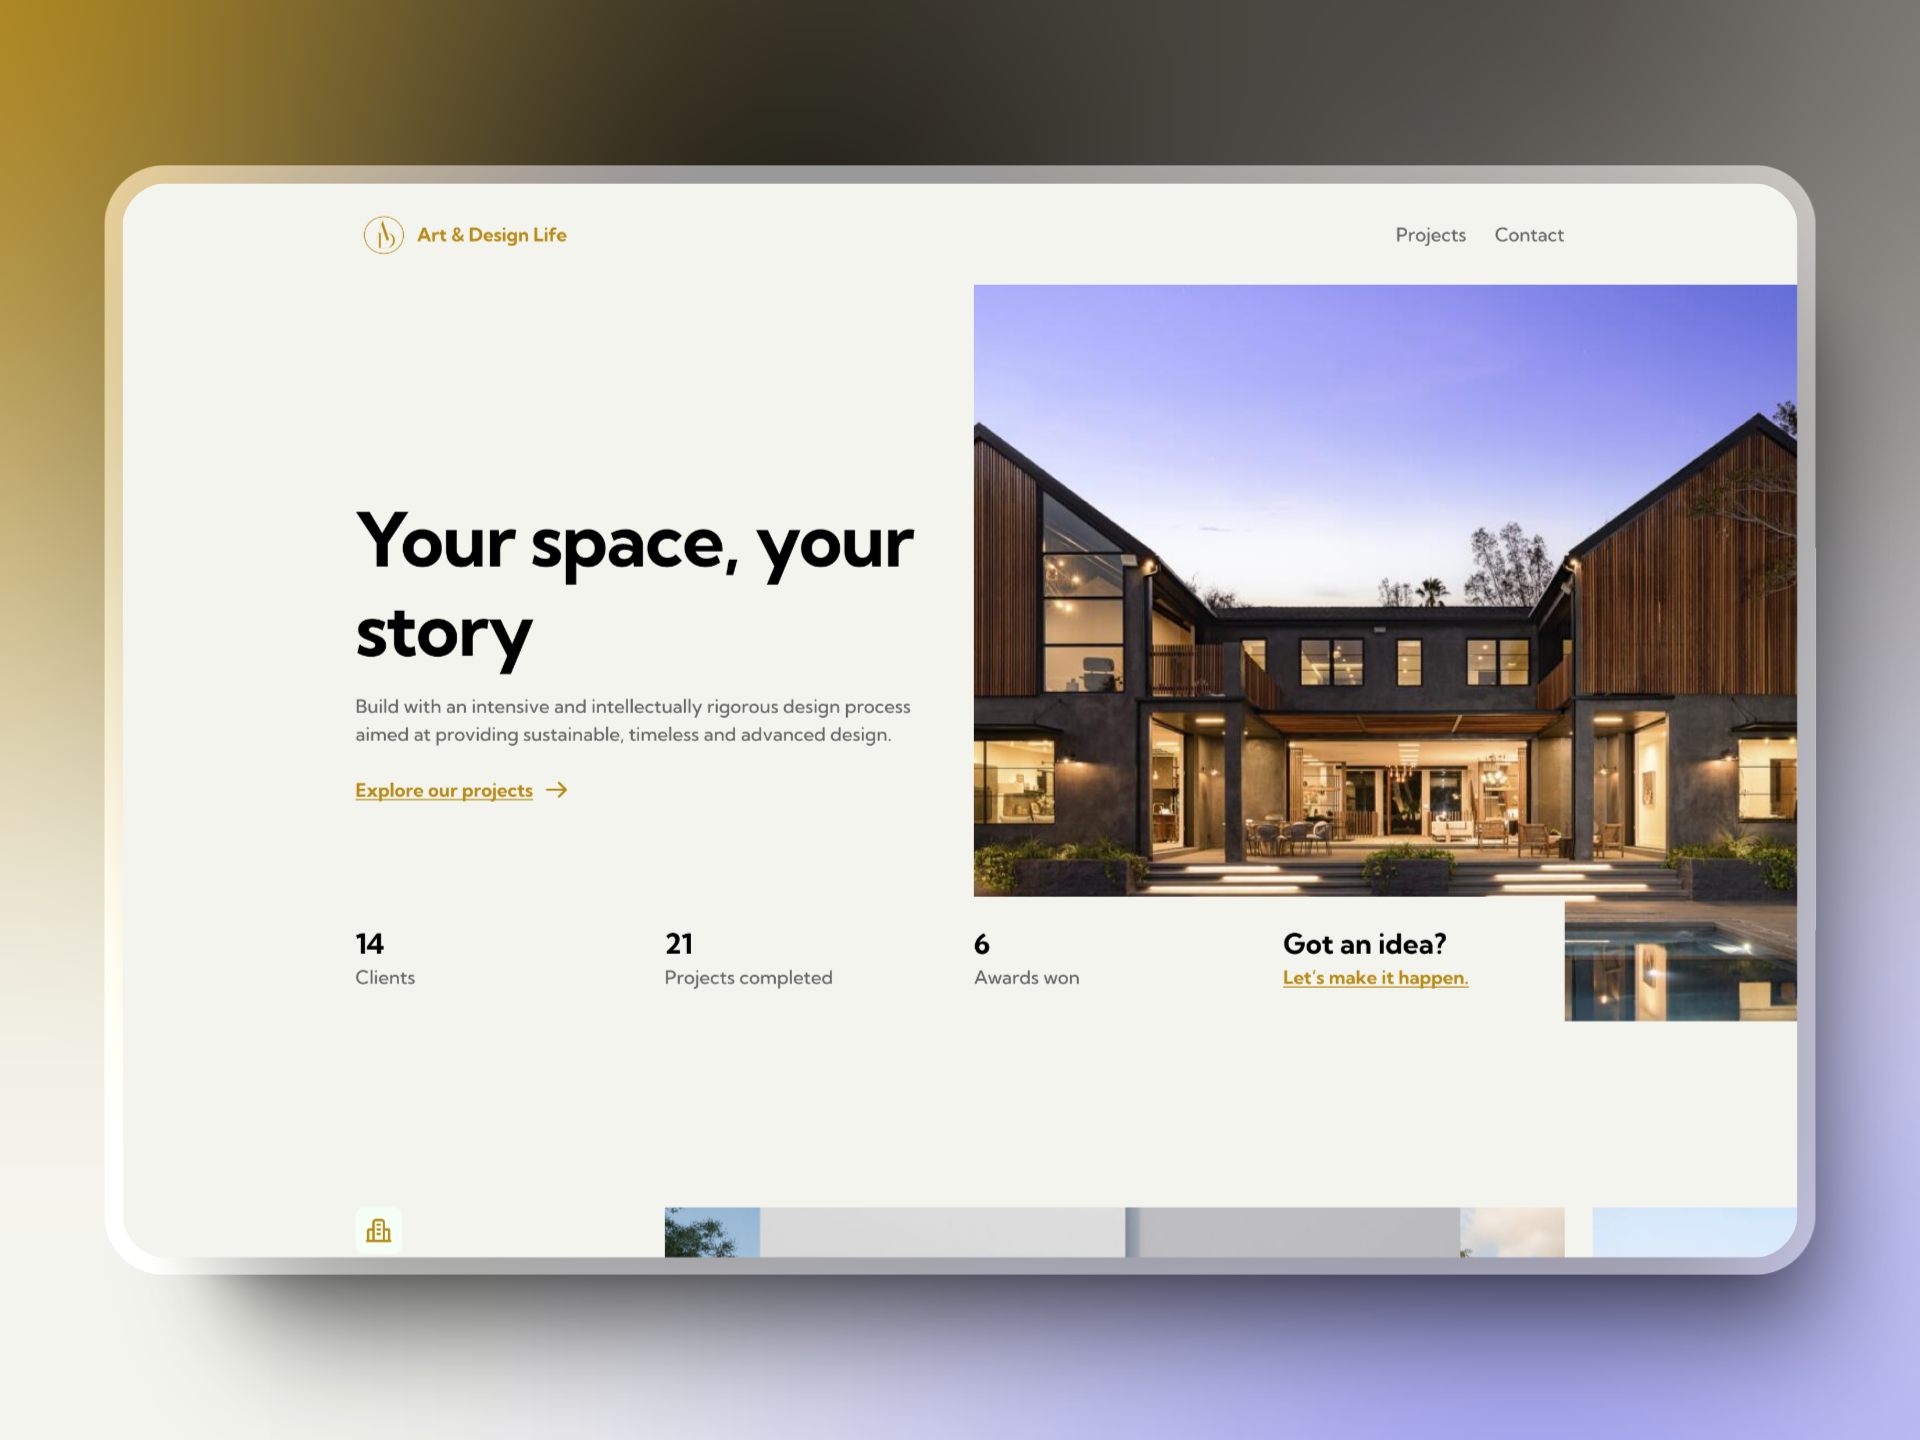 Art & Design Life
Projects
Contact
Your space, your
story
Build with an intensive and intellectually rigorous design process
aimed at providing sustainable, timeless and advanced design.
Explore our projects
14
Clients
21
Projects completed
6
Awards won
Got an idea?
Let's make it happen.